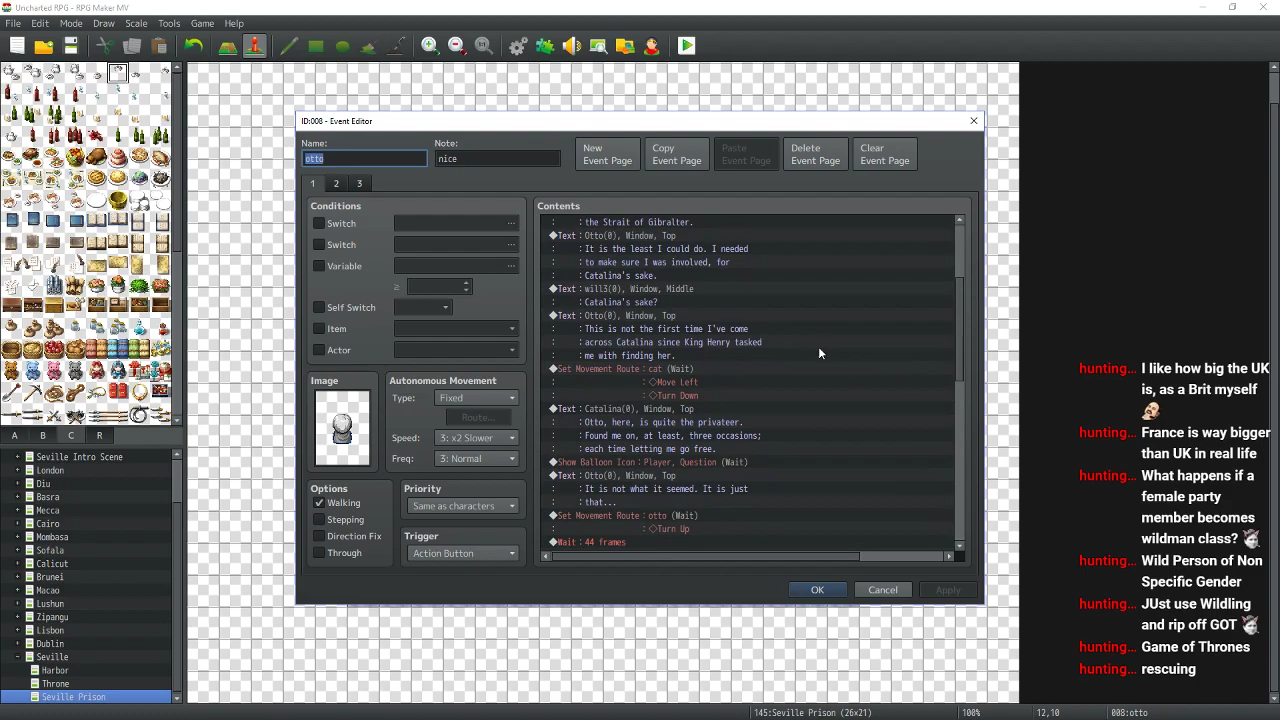 Uncharted RPG - RPG Maker MV
File Edit Mode Draw Scale Tools Game Help
ID:008 - Event Editor
Name:
Note:
otto
nice
New
Event Page
Copy
Event Page
Paste
Event Page
Delete
Event Page
Clear
Event Page
1 2 3
Conditions
Switch ...
Switch ...
Variable ...
≥
Self Switch
Item
Actor
Image
Autonomous Movement
Type: Fixed
Route...
Speed: 3: x2 Slower
Freq: 3: Normal
Options
Walking
Stepping
Direction Fix
Through
Priority
Same as characters
Trigger
Action Button
Contents
: :the Strait of Gibralter.
◆Text:Otto(0), Window, Top
: :It is the least I could do. I needed
: :to make sure I was involved, for
: :Catalina's sake.
◆Text:will3(0), Window, Middle
: :Catalina's sake?
◆Text:Otto(0), Window, Top
: :This is not the first time I've come
: :across Catalina since King Henry tasked
: :me with finding her.
◆Set Movement Route:cat (Wait)
: :◇Move Left
: :◇Turn Down
◆Text:Catalina(0), Window, Top
: :Otto, here, is quite the privateer.
: :Found me on, at least, three occasions;
: :each time letting me go free.
◆Show Balloon Icon:Player, Question (Wait)
◆Text:Otto(0), Window, Top
: :It is not what it seemed. It is just
: :that...
◆Set Movement Route:otto (Wait)
: :◇Turn Up
◆Wait:44 frames
OK
Cancel
Apply
A B C R
Seville Intro Scene
London
Diu
Basra
Mecca
Cairo
Mombasa
Sofala
Calicut
Brunei
Macao
Lushun
Zipangu
Lisbon
Dublin
Seville
Harbor
Throne
Seville Prison
hunting... I like how big the UK
is, as a Brit myself
hunting... France is way bigger
than UK in real life
hunting... What happens if a
female party
member becomes
wildman class?
hunting... Wild Person of Non
Specific Gender
hunting... JUst use Wildling
and rip off GOT
hunting... Game of Thrones
hunting... rescuing
145:Seville Prison (26x21) 100% 12,10 008:otto